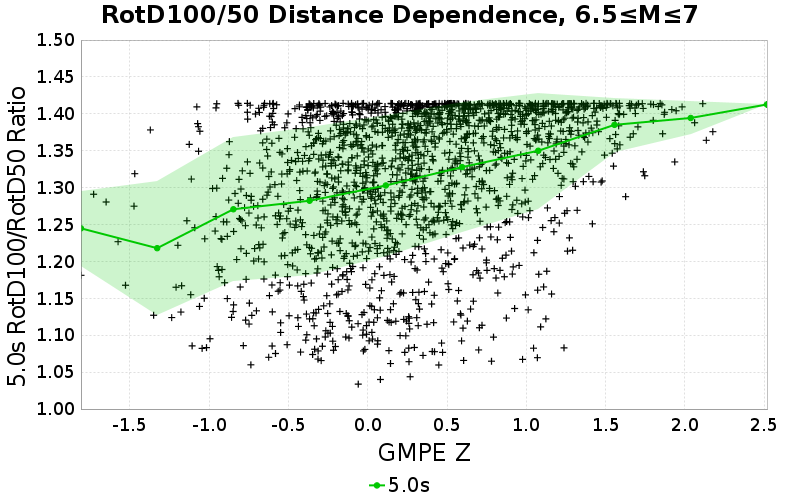 RotD100/50 Distance Dependence, 6.5≤M≤7
5.0s RotD100/RotD50 Ratio
1.50
1.45
1.40
1.35
1.30
1.25
1.20
1.15
1.10
1.05
1.00
-1.5 -1.0 -0.5 0.0 0.5 1.0 1.5 2.0 2.5
GMPE Z
5.0s